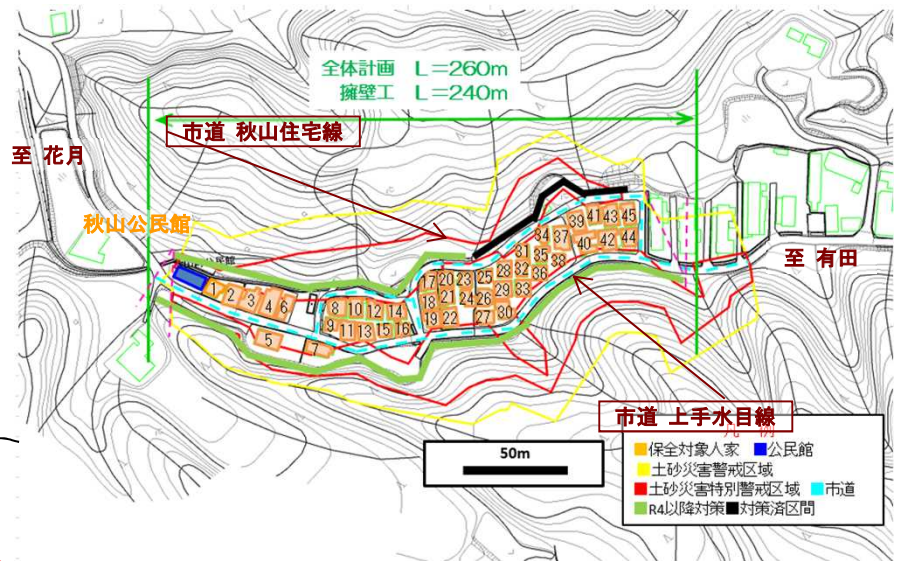 全体計画 L=260m
擁壁工 L=240m
市道 秋山住宅線
至 花月
秋山公民館
公民館
至 有田
1 2 3 4 6
5
7
8 10 12 14
9 11 13 15 16
17 20 23 25 28 31 34 37 39 41 43 45
18 21 24 26 29 32 35 38 40 42 44
19 22 27 30 33 36
市道 上手水目線
凡 例
保全対象人家 公民館
土砂災害警戒区域
土砂災害特別警戒区域 市道
R4以降対策 対策済区間
50m